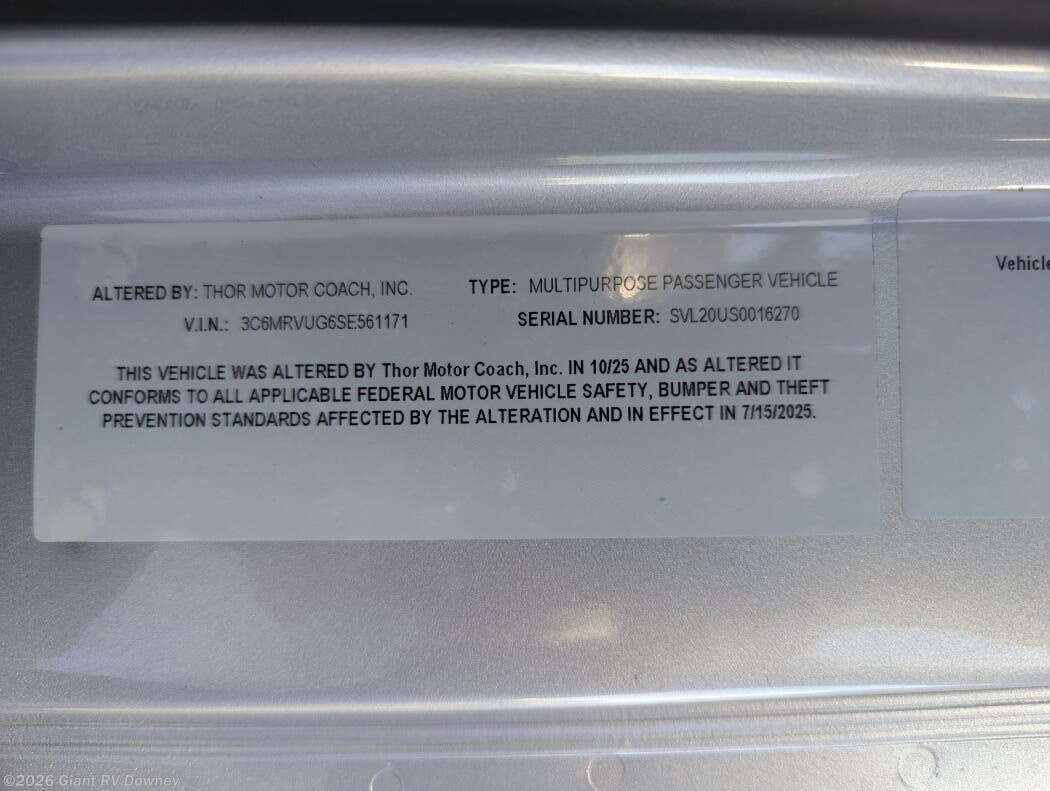 ALTERED BY: THOR MOTOR COACH, INC. TYPE: MULTIPURPOSE PASSENGER VEHICLE
V.I.N.: 3C6MRVUG6SE561171 SERIAL NUMBER: SVL20US0016270
THIS VEHICLE WAS ALTERED BY Thor Motor Coach, Inc. IN 10/25 AND AS ALTERED IT
CONFORMS TO ALL APPLICABLE FEDERAL MOTOR VEHICLE SAFETY, BUMPER AND THEFT
PREVENTION STANDARDS AFFECTED BY THE ALTERATION AND IN EFFECT IN 7/15/2025.
Vehicle
©2026 Giant RV Downey